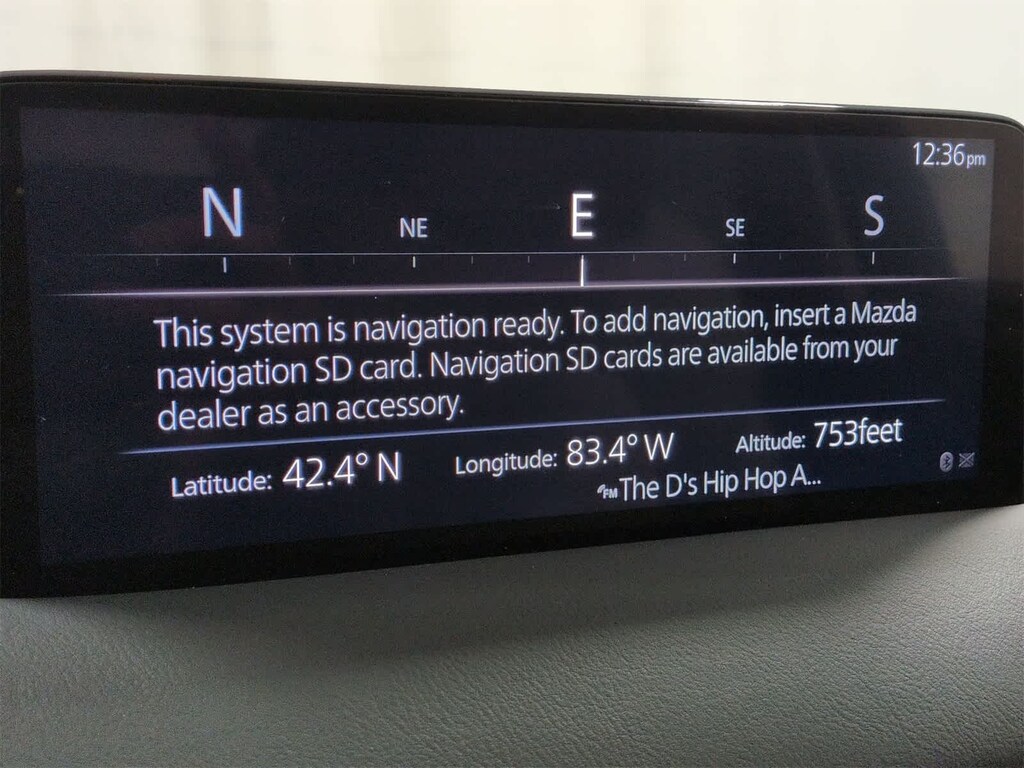 12:36pm
N NE E SE S
This system is navigation ready. To add navigation, insert a Mazda
navigation SD card. Navigation SD cards are available from your
dealer as an accessory.
Latitude: 42.4° N Longitude: 83.4° W Altitude: 753feet
FM The D's Hip Hop A...